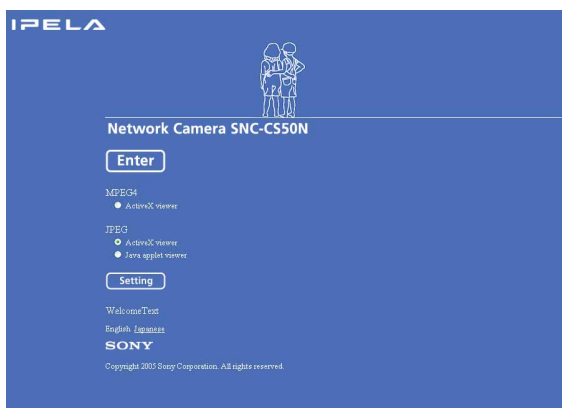 IPELA
Network Camera SNC-CS50N
Enter
MPEG4
ActiveX viewer
JPEG
ActiveX viewer
Java applet viewer
Setting
WelcomeText
English Japanese
SONY
Copyright 2005 Sony Corporation. All rights reserved.